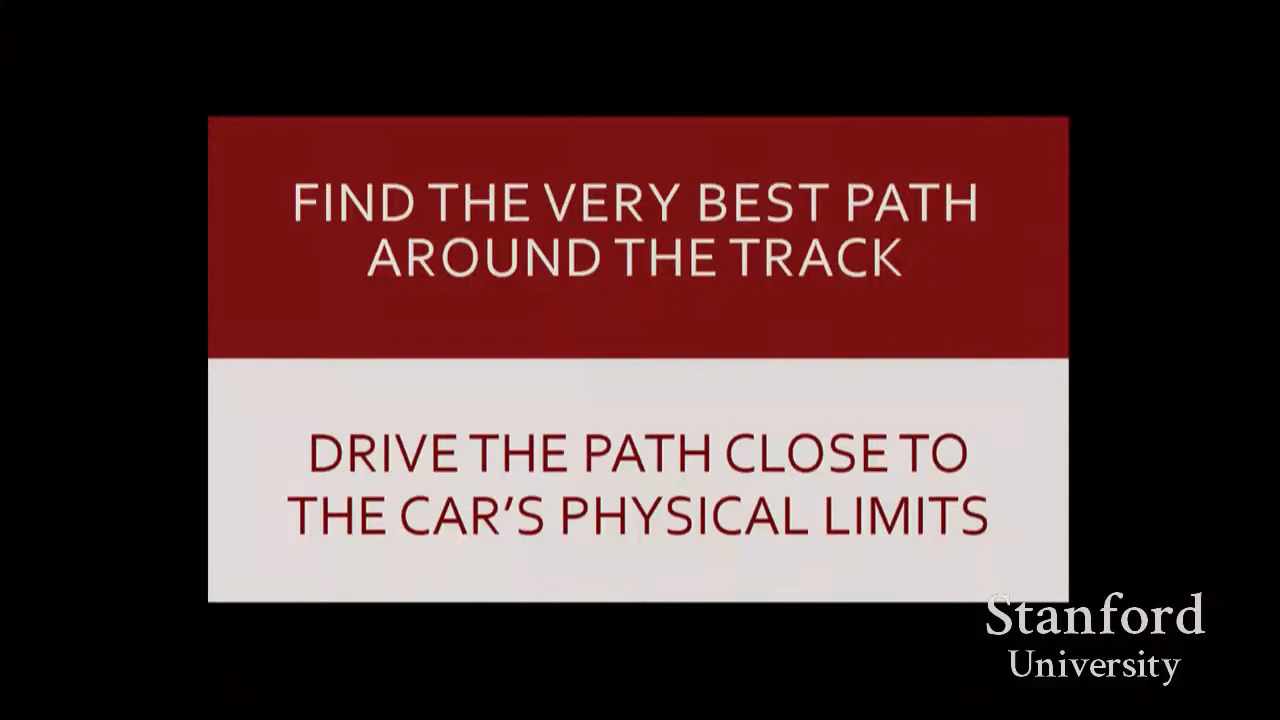 FIND THE VERY BEST PATH
AROUND THE TRACK
DRIVE THE PATH CLOSE TO
THE CAR’S PHYSICAL LIMITS
Stanford
University